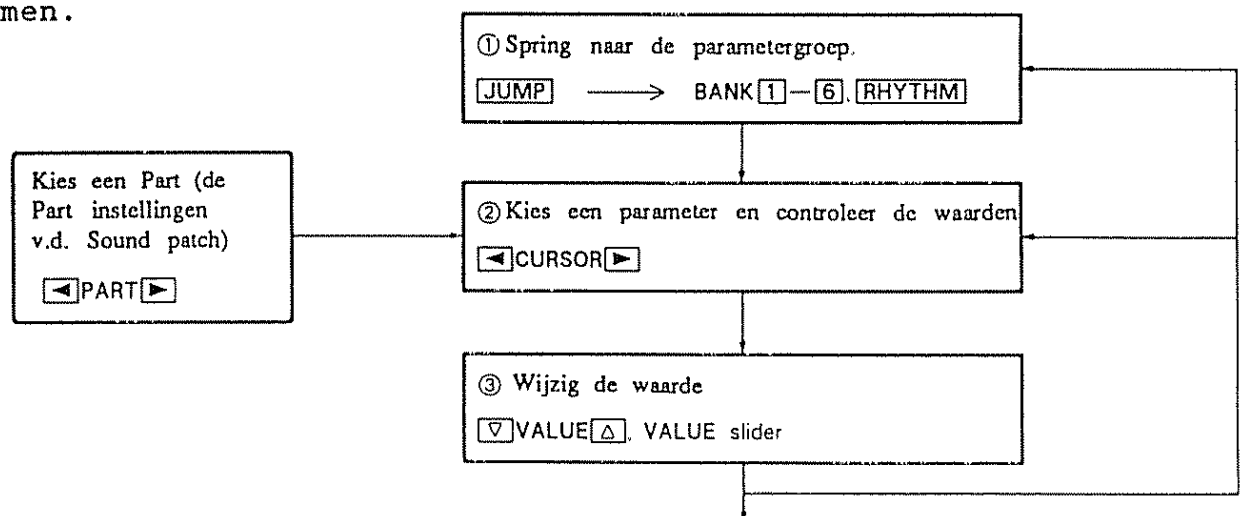 men.
① Spring naar de parametergroep.
JUMP → BANK 1 — 6, RHYTHM
Kies een Part (de
Part instellingen
v.d. Sound patch)
◄ PART ►
② Kies een parameter en controleer de waarden
◄ CURSOR ►
③ Wijzig de waarde
▽ VALUE △, VALUE slider